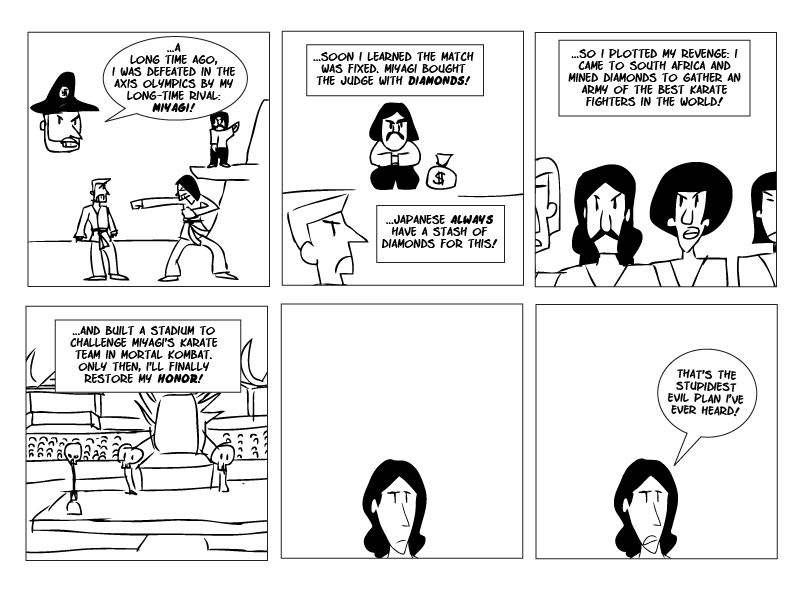 ...A
LONG TIME AGO,
I WAS DEFEATED IN THE
AXIS OLYMPICS BY MY
LONG-TIME RIVAL:
MIYAGI!
...SOON I LEARNED THE MATCH
WAS FIXED. MIYAGI BOUGHT
THE JUDGE WITH DIAMONDS!
$
...JAPANESE ALWAYS
HAVE A STASH OF
DIAMONDS FOR THIS!
...SO I PLOTTED MY REVENGE: I
CAME TO SOUTH AFRICA AND
MINED DIAMONDS TO GATHER AN
ARMY OF THE BEST KARATE
FIGHTERS IN THE WORLD!
...AND BUILT A STADIUM TO
CHALLENGE MIYAGI'S KARATE
TEAM IN MORTAL KOMBAT.
ONLY THEN, I'LL FINALLY
RESTORE MY HONOR!
THAT'S THE
STUPIDIEST
EVIL PLAN I'VE
EVER HEARD!